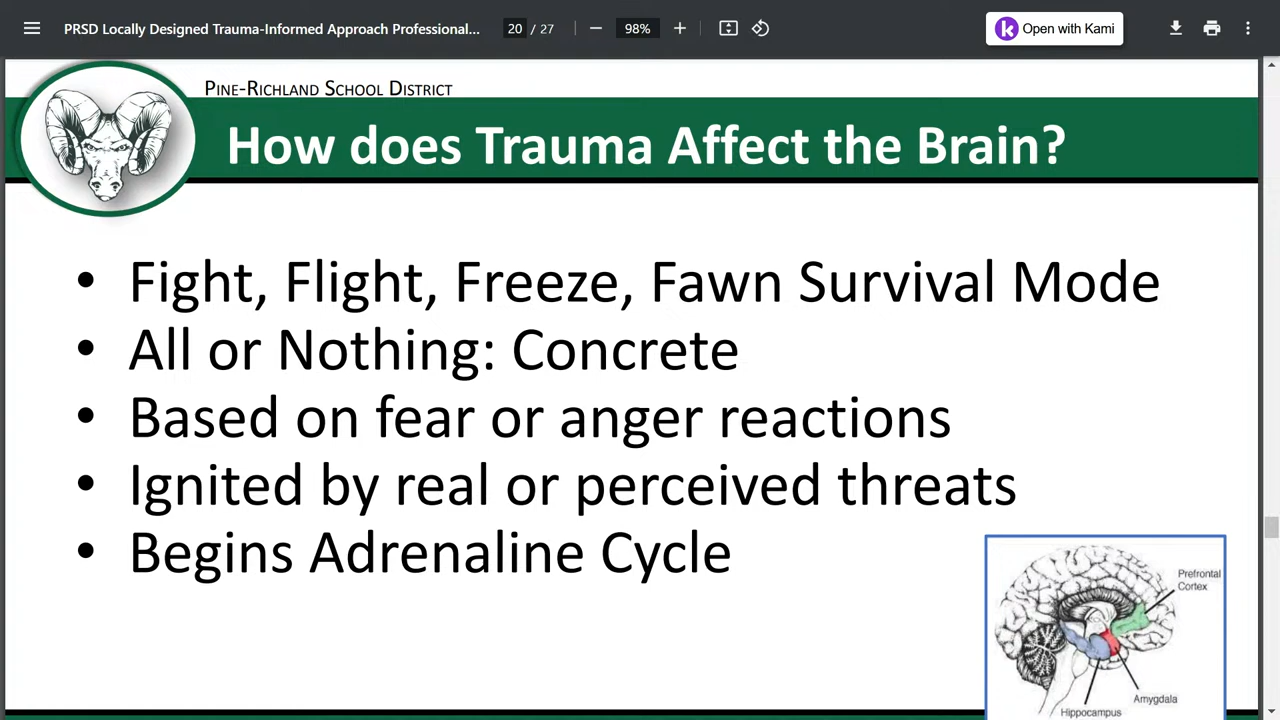 PRSD Locally Designed Trauma-Informed Approach Professional... 20 / 27 98% Open with Kami
PINE-RICHLAND SCHOOL DISTRICT
How does Trauma Affect the Brain?
• Fight, Flight, Freeze, Fawn Survival Mode
• All or Nothing: Concrete
• Based on fear or anger reactions
• Ignited by real or perceived threats
• Begins Adrenaline Cycle
Prefrontal
Cortex
Amygdala
Hippocampus